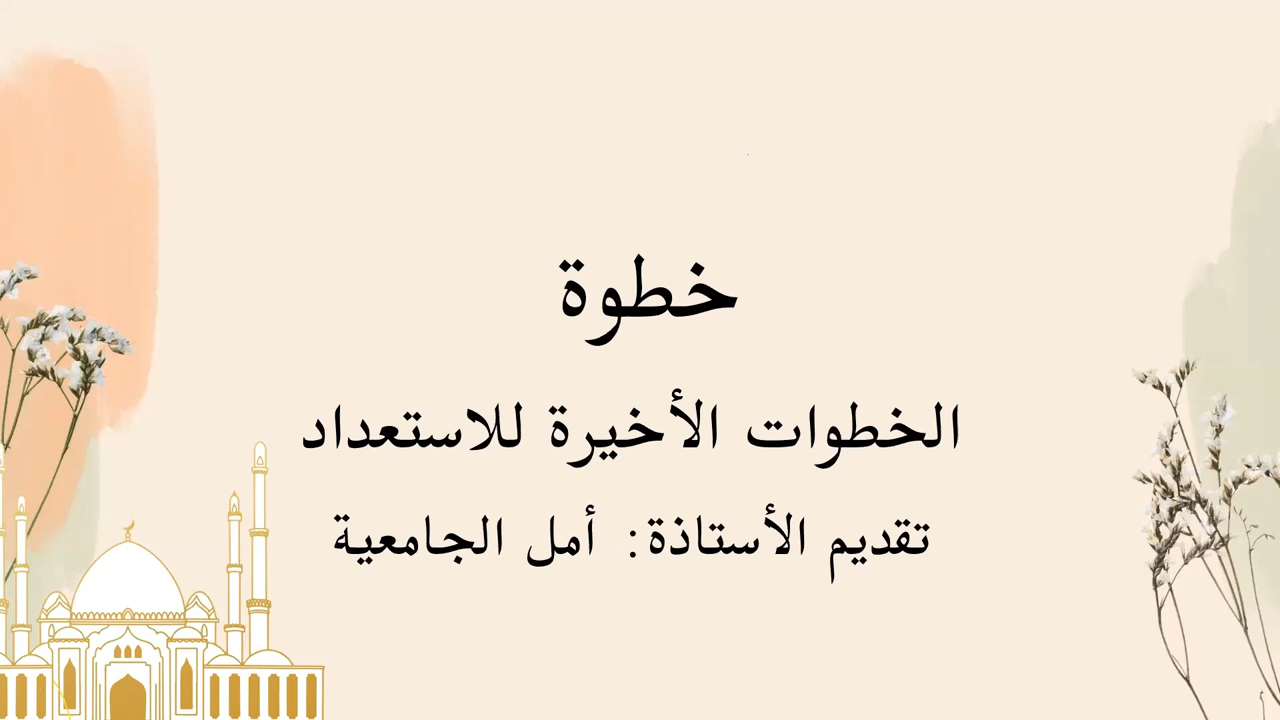 خطوة
الخطوات الأخيرة للاستعداد
تقديم الأستاذة: أمل الجامعية